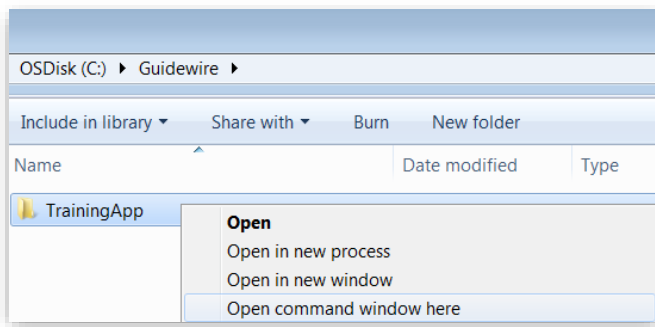 OSDisk (C:) Guidewire
Include in library Share with Burn New folder
Name Date modified Type
TrainingApp
Open
Open in new process
Open in new window
Open command window here